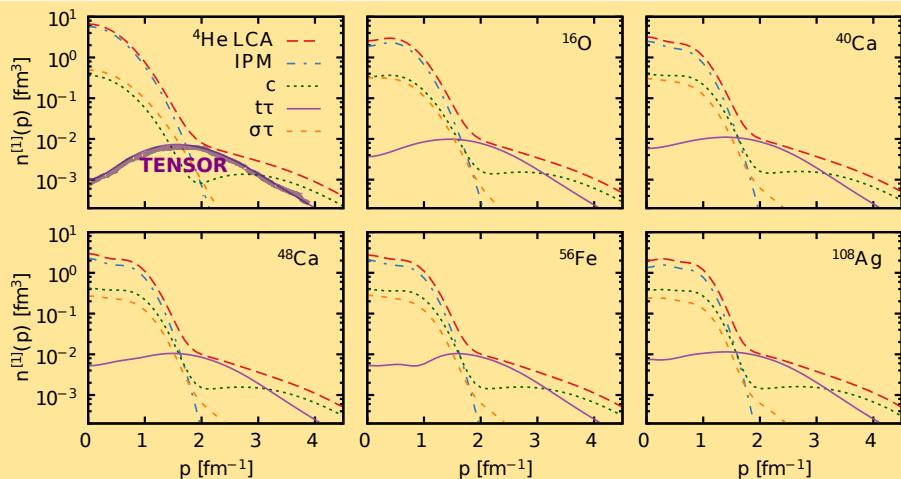 n[1](p) [fm³]
10¹
10⁰
10⁻¹
10⁻²
10⁻³
⁴He LCA
IPM
c
tτ
στ
TENSOR
¹⁶O
⁴⁰Ca
n[1](p) [fm³]
10¹
10⁰
10⁻¹
10⁻²
10⁻³
⁴⁸Ca
⁵⁶Fe
¹⁰⁸Ag
0 1 2 3 4
0 1 2 3 4
0 1 2 3 4
p [fm⁻¹]
p [fm⁻¹]
p [fm⁻¹]